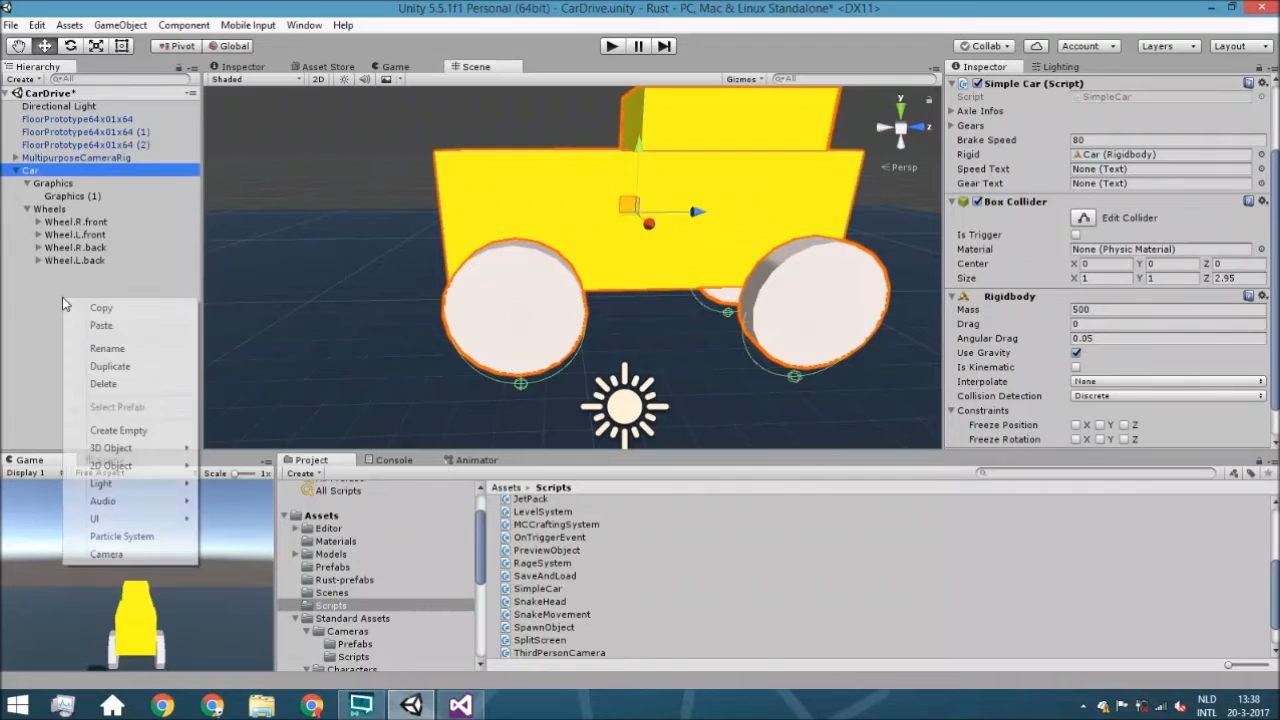 Unity 5.5.1f1 Personal (64bit) - CarDrive.unity - Rust - PC, Mac & Linux Standalone* <DX11>
File Edit Assets GameObject Component Window Help
Pivot Global Collab Account Layers Layout
Hierarchy Inspector Asset Store Game Scene Inspector Lighting
Create All Shaded 2D Gizmos All
CarDrive*
Directional Light
FloorPrototype64x01x64
FloorPrototype64x01x64 (1)
FloorPrototype64x01x64 (2)
MultipurposeCameraRig
Car
Graphics
Graphics (1)
Wheels
Wheel.R.front
Wheel.L.front
Wheel.R.back
Wheel.L.back
Copy
Paste
Rename
Duplicate
Delete
Select Prefab
Create Empty
3D Object
2D Object
Light
Audio
UI
Particle System
Camera
y
z
Persp
Simple Car (Script)
Script SimpleCar
Axle Infos
Gears
Brake Speed 80
Rigid Car (Rigidbody)
Speed Text None (Text)
Gear Text None (Text)
Box Collider
Edit Collider
Is Trigger
Material None (Physic Material)
Center X 0 Y 0 Z 0
Size X 1 Y 1 Z 2.95
Rigidbody
Mass 500
Drag 0
Angular Drag 0.05
Use Gravity
Is Kinematic
Interpolate None
Collision Detection Discrete
Constraints
Freeze Position X Y Z
Freeze Rotation X Y Z
Game
Display 1 Free Aspect Scale 1x
Project Console Animator
Create
All Scripts
Assets
Editor
Materials
Models
Prefabs
Rust-prefabs
Scenes
Scripts
Standard Assets
Cameras
Prefabs
Scripts
Characters
Assets Scripts
JetPack
LevelSystem
MCCraftingSystem
OnTriggerEvent
PreviewObject
RageSystem
SaveAndLoad
SimpleCar
SnakeHead
SnakeMovement
SpawnObject
SplitScreen
ThirdPersonCamera
NLD
INTL
13:38
20-3-2017